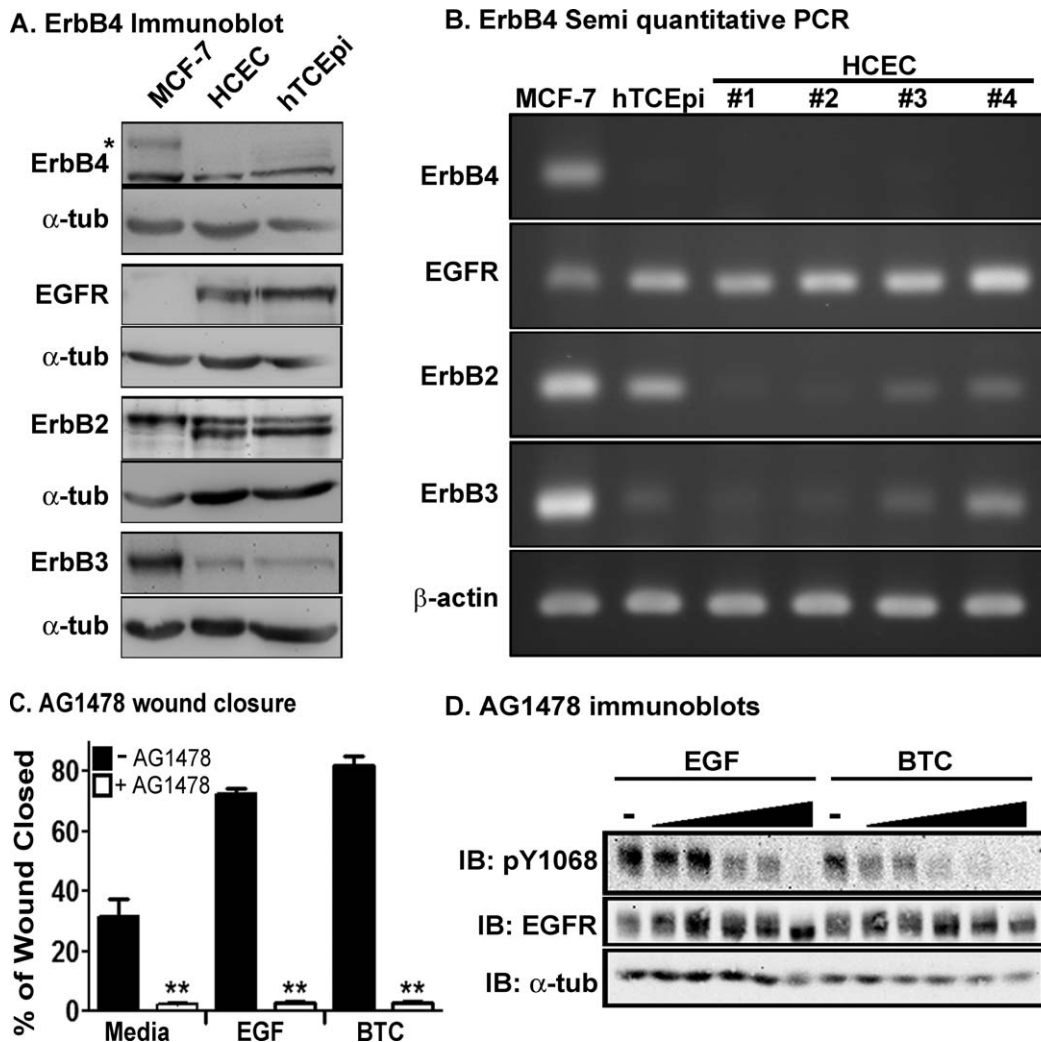 A. ErbB4 Immunoblot
MCF-7 HCEC hTCEpi
*
ErbB4
α-tub
EGFR
α-tub
ErbB2
α-tub
ErbB3
α-tub
B. ErbB4 Semi quantitative PCR
HCEC
MCF-7 hTCEpi #1 #2 #3 #4
ErbB4
EGFR
ErbB2
ErbB3
β-actin
C. AG1478 wound closure
% of Wound Closed
80
60
40
20
0
- AG1478
+ AG1478
** ** **
Media EGF BTC
D. AG1478 immunoblots
EGF BTC
- -
IB: pY1068
IB: EGFR
IB: α-tub